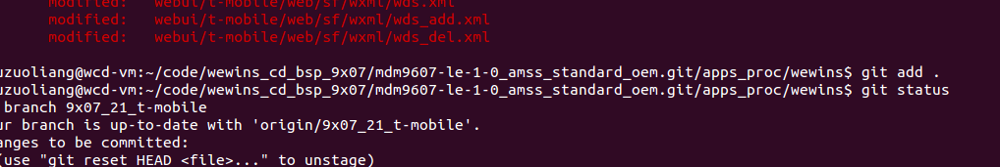 modified:   webui/t-mobile/web/sf/wxml/wds.xml
modified:   webui/t-mobile/web/sf/wxml/wds_add.xml
modified:   webui/t-mobile/web/sf/wxml/wds_del.xml
uzuoliang@wcd-vm:~/code/wewins_cd_bsp_9x07/mdm9607-le-1-0_amss_standard_oem.git/apps_proc/wewins$ git add .
uzuoliang@wcd-vm:~/code/wewins_cd_bsp_9x07/mdm9607-le-1-0_amss_standard_oem.git/apps_proc/wewins$ git status
branch 9x07_21_t-mobile
ur branch is up-to-date with 'origin/9x07_21_t-mobile'.
anges to be committed:
(use "git reset HEAD <file>..." to unstage)